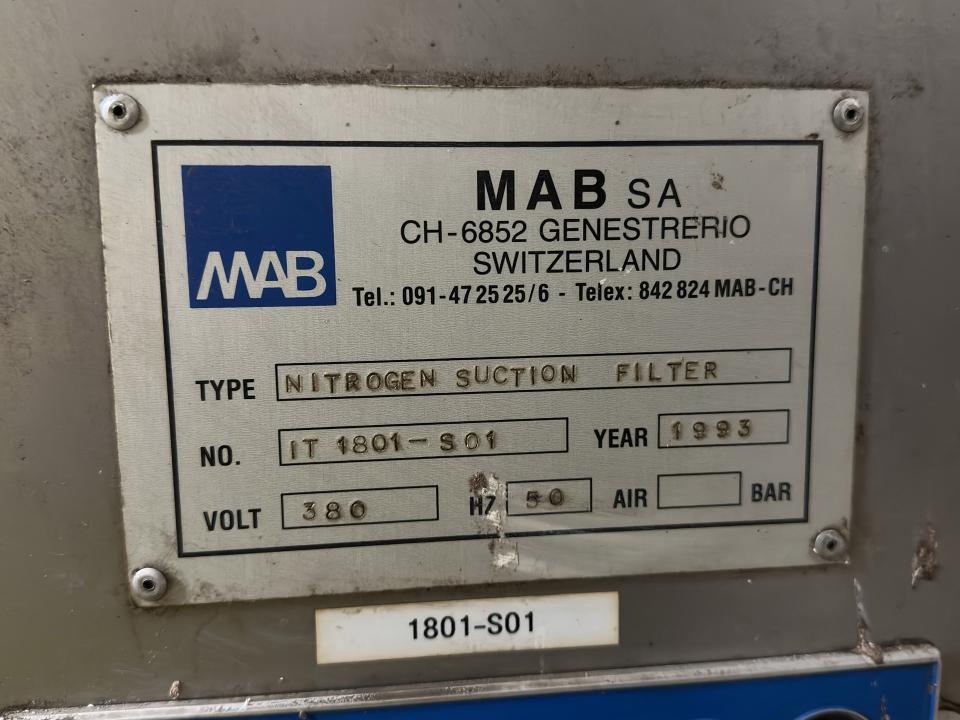 MAB
MAB SA
CH-6852 GENESTRERIO
SWITZERLAND
Tel.: 091-47 25 25/6 - Telex: 842 824 MAB-CH
TYPE NITROGEN SUCTION FILTER
NO. IT 1801-S01 YEAR 1993
VOLT 380 HZ 50 AIR BAR
1801-S01